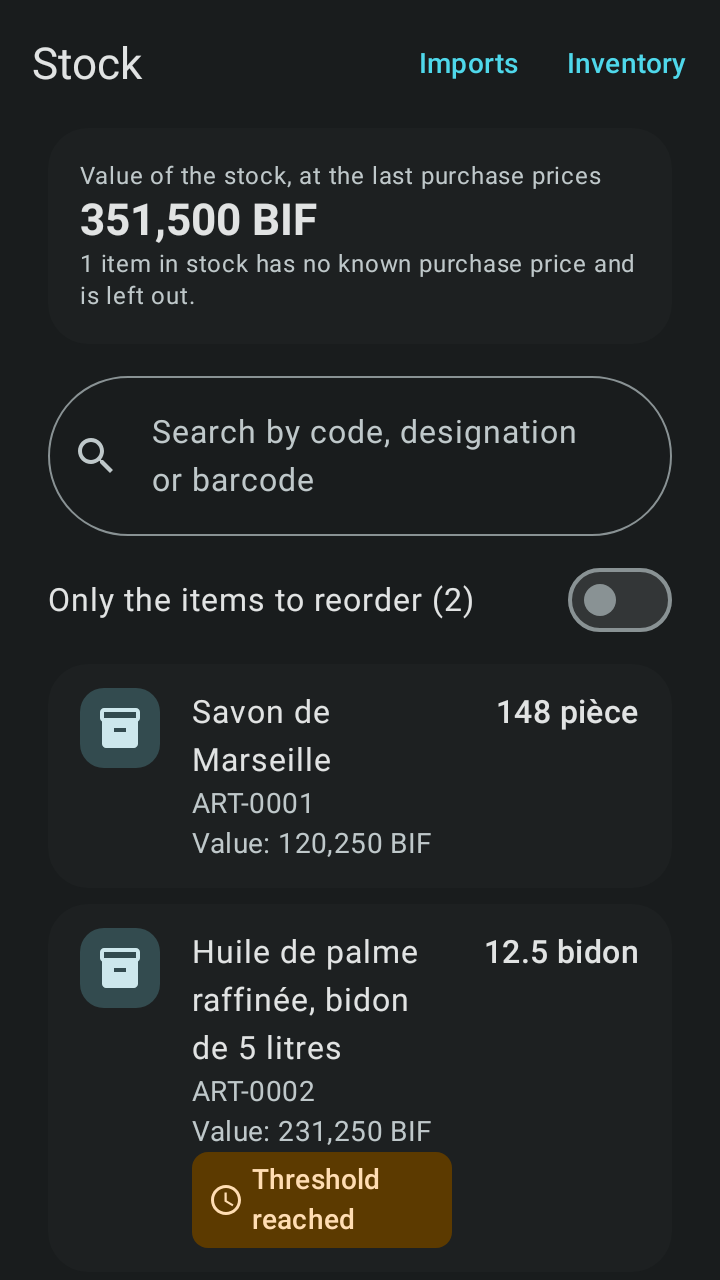 Stock
Imports
Inventory
Value of the stock, at the last purchase prices
351,500 BIF
1 item in stock has no known purchase price and
is left out.
Search by code, designation
or barcode
Only the items to reorder (2)
Savon de
Marseille
148 pièce
ART-0001
Value: 120,250 BIF
Huile de palme
raffinée, bidon
de 5 litres
12.5 bidon
ART-0002
Value: 231,250 BIF
Threshold
reached